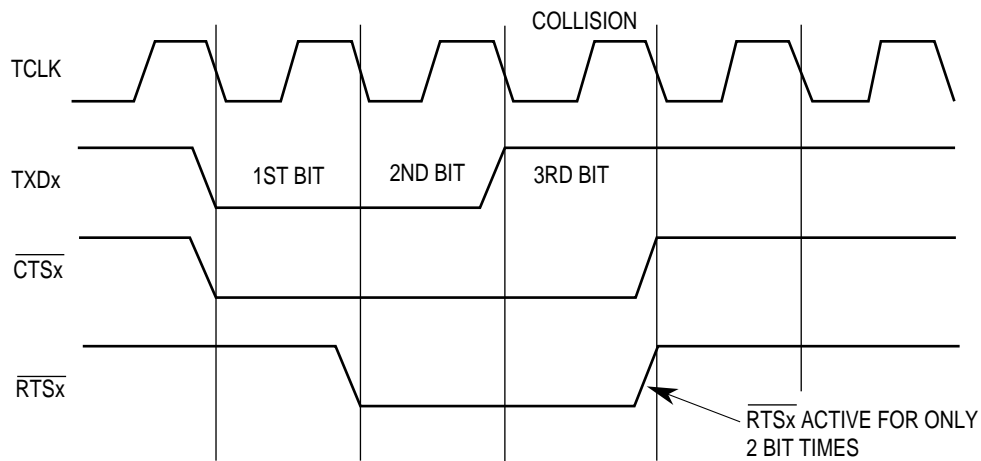 COLLISION
TCLK
TXDx
1ST BIT
2ND BIT
3RD BIT
CTSx
RTSx
RTSx ACTIVE FOR ONLY
2 BIT TIMES